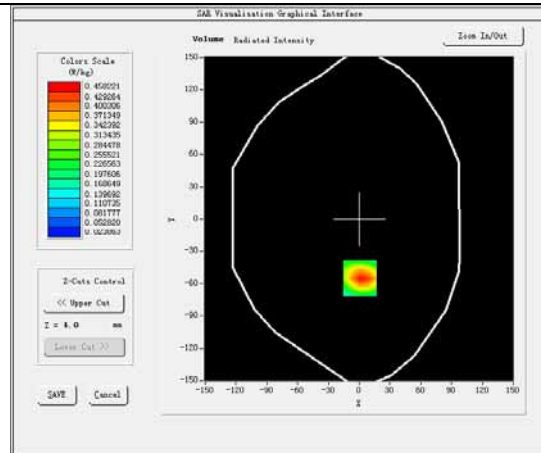 SAR Visualisation Graphical Interface
Volume Radiated Intensity
Zoom In/Out
Colors Scale
(W/kg)
0.458221
0.429264
0.400306
0.371349
0.342392
0.313435
0.284478
0.255521
0.226563
0.197606
0.168649
0.139692
0.110735
0.081777
0.052820
0.023863
150
120
90
60
30
0
-30
-60
-90
-120
-150
Y
-150 -120 -90 -60 -30 0 30 60 90 120 150
X
Z-Cuts Control
<< Upper Cut
Z = 4.0 mm
Lower Cut >>
SAVE Cancel